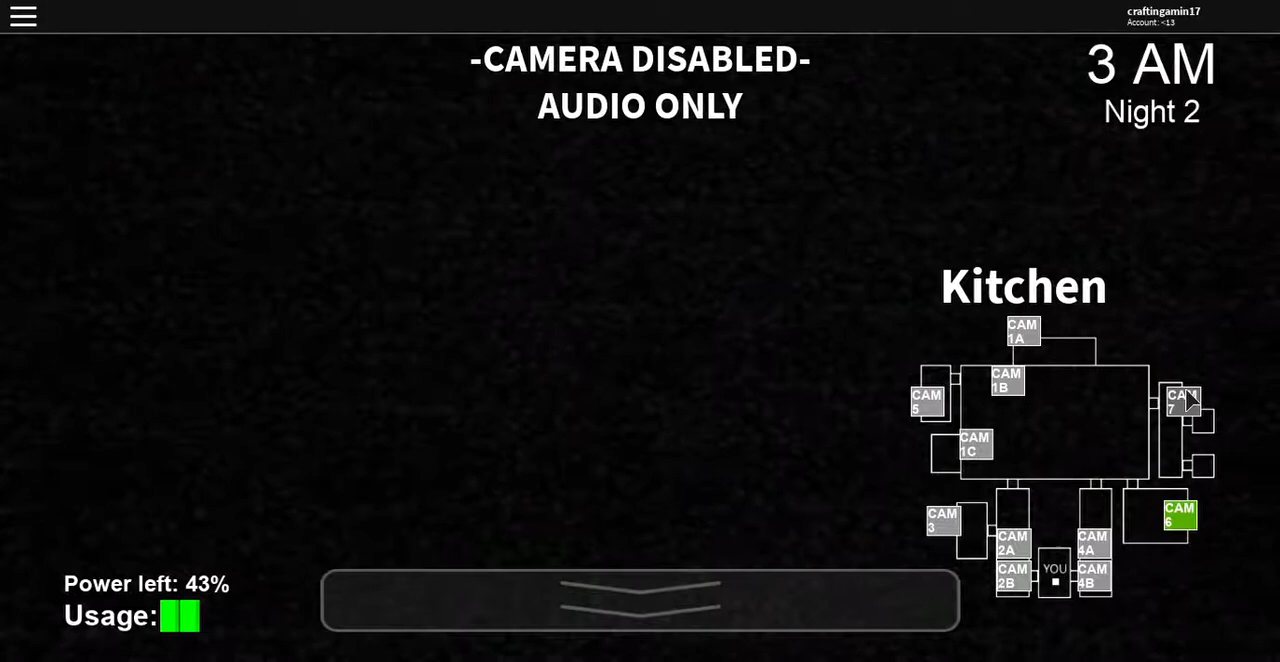 craftingamin17
Account: <13
-CAMERA DISABLED-
AUDIO ONLY
3 AM
Night 2
Kitchen
CAM
1A
CAM
1B
CAM
5
CAM
7
CAM
1C
CAM
3
CAM
6
CAM
2A
CAM
4A
CAM
2B
YOU
CAM
4B
Power left: 43%
Usage: